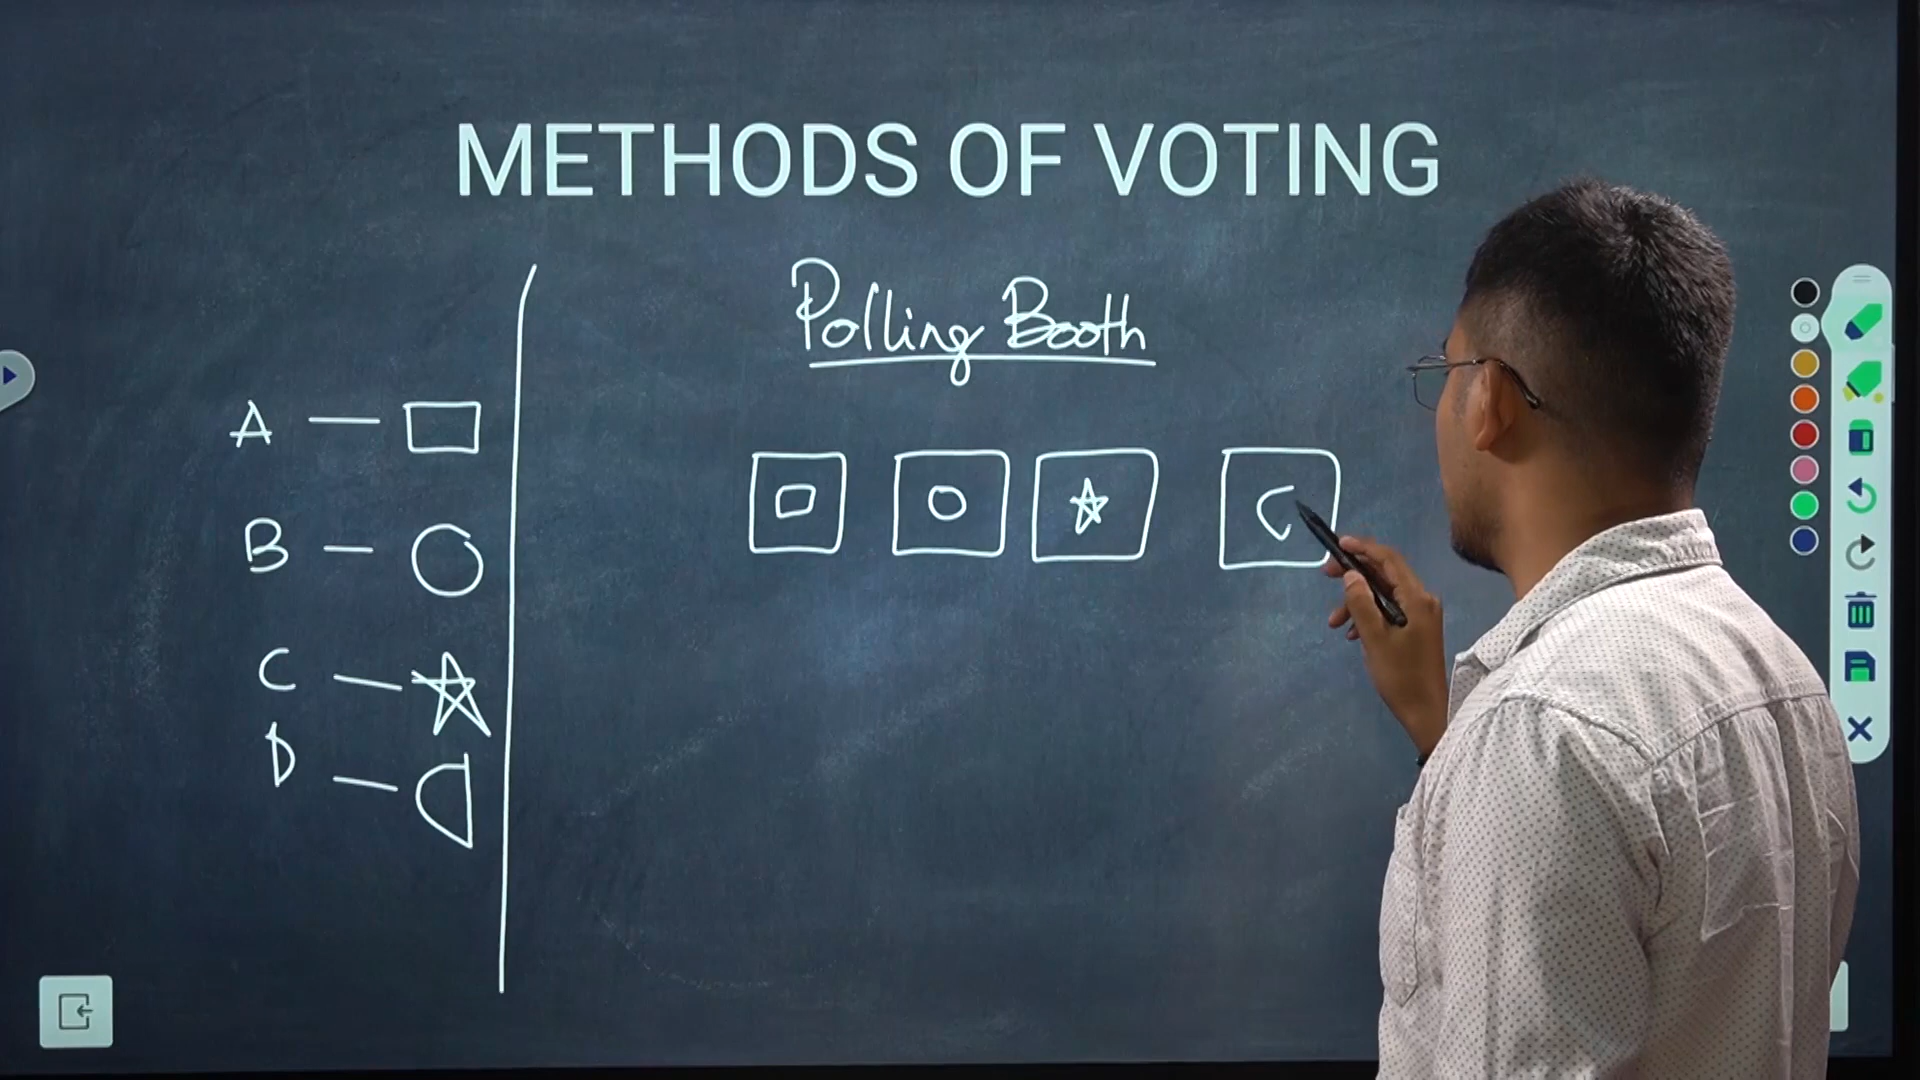 METHODS OF VOTING
Polling Booth
A —
B —
C —
D —